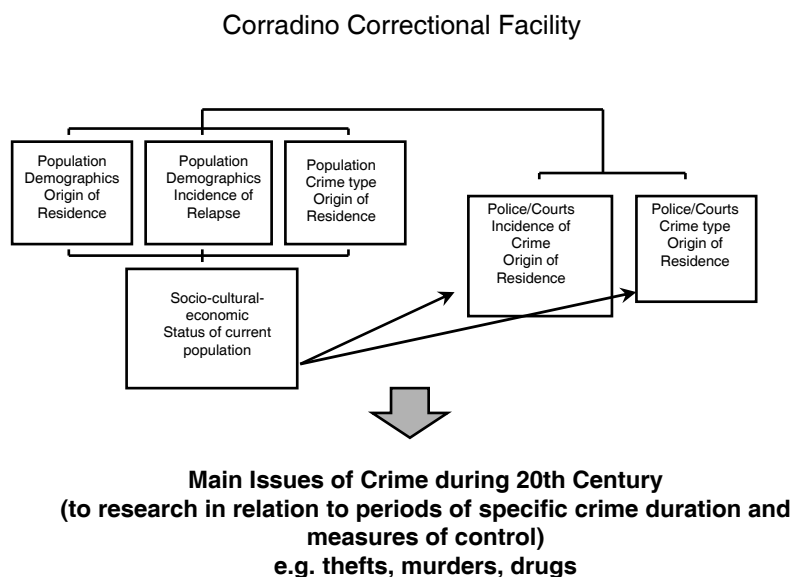 Corradino Correctional Facility
Population
Demographics
Origin of
Residence
Population
Demographics
Incidence of
Relapse
Population
Crime type
Origin of
Residence
Police/Courts
Incidence of
Crime
Origin of
Residence
Police/Courts
Crime type
Origin of
Residence
Socio-cultural-
economic
Status of current
population
Main Issues of Crime during 20th Century
(to research in relation to periods of specific crime duration and
measures of control)
e.g. thefts, murders, drugs